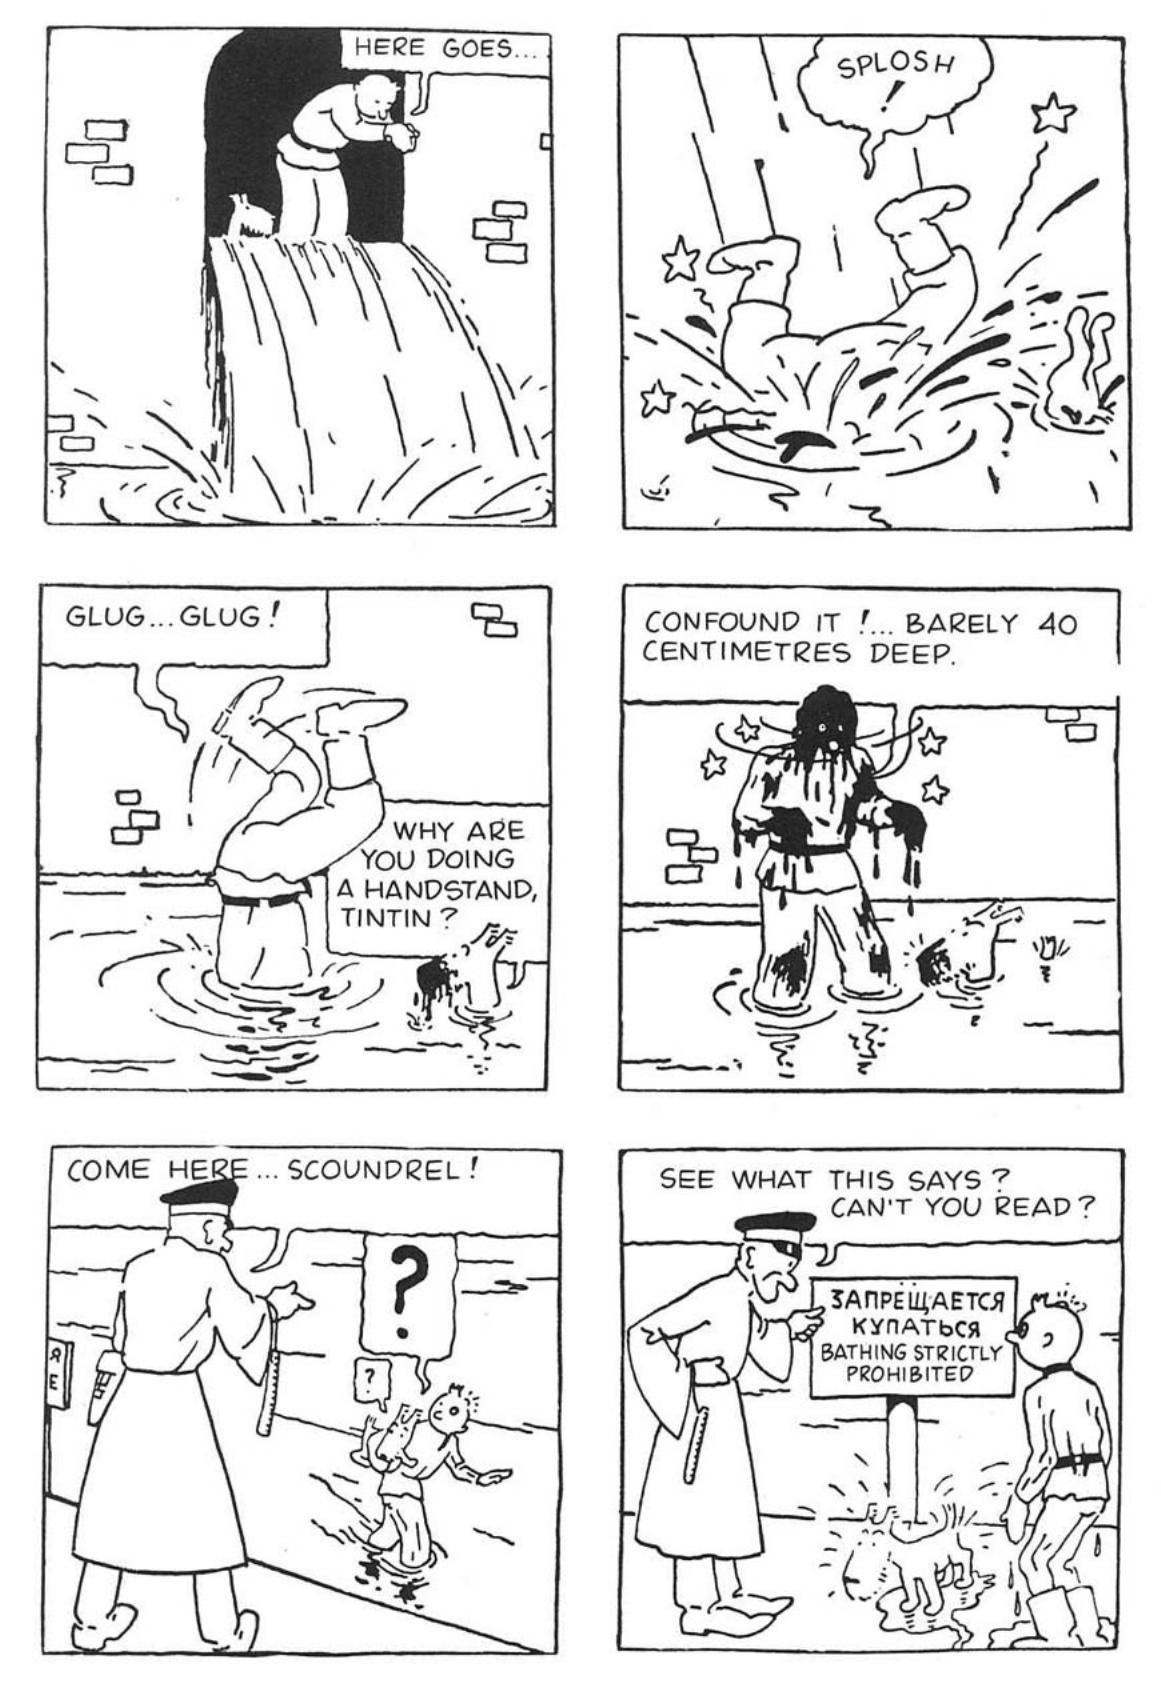 HERE GOES...
SPLOSH
!
GLUG...GLUG!
WHY ARE
YOU DOING
A HANDSTAND,
TINTIN?
CONFOUND IT !... BARELY 40
CENTIMETRES DEEP.
COME HERE... SCOUNDREL!
?
?
Я
Е
SEE WHAT THIS SAYS?
CAN'T YOU READ?
ЗАПРЕЩАЕТСЯ
КУПАТЬСЯ
BATHING STRICTLY
PROHIBITED